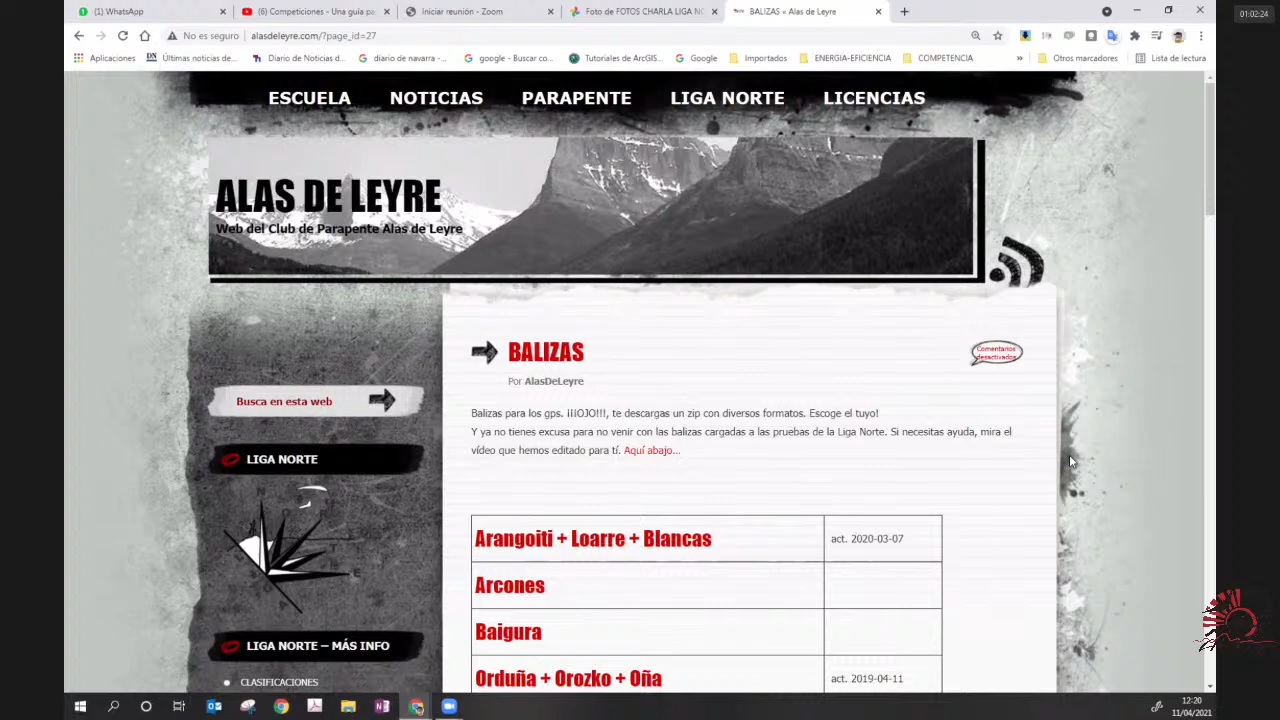 (1) WhatsApp
(6) Competiciones - Una guía pa
Iniciar reunión - Zoom
Foto de FOTOS CHARLA LIGA NO
BALIZAS « Alas de Leyre
01:02:24
No es seguro
alasdeleyre.com/?page_id=27
Aplicaciones
Últimas noticias de...
Diario de Noticias d...
diario de navarra -...
google - Buscar co...
Tutoriales de ArcGIS...
Google
Importados
ENERGIA-EFICIENCIA
COMPETENCIA
»
Otros marcadores
Lista de lectura
ESCUELA
NOTICIAS
PARAPENTE
LIGA NORTE
LICENCIAS
ALAS DE LEYRE
Web del Club de Parapente Alas de Leyre
BALIZAS
Comentarios
desactivados
Por AlasDeLeyre
Busca en esta web
Balizas para los gps. ¡¡¡OJO!!!, te descargas un zip con diversos formatos. Escoge el tuyo!
Y ya no tienes excusa para no venir con las balizas cargadas a las pruebas de la Liga Norte. Si necesitas ayuda, mira el
vídeo que hemos editado para tí. Aquí abajo...
LIGA NORTE
Arangoiti + Loarre + Blancas
act. 2020-03-07
Arcones
Baigura
LIGA NORTE – MÁS INFO
Orduña + Orozko + Oña
act. 2019-04-11
CLASIFICACIONES
12:20
11/04/2021